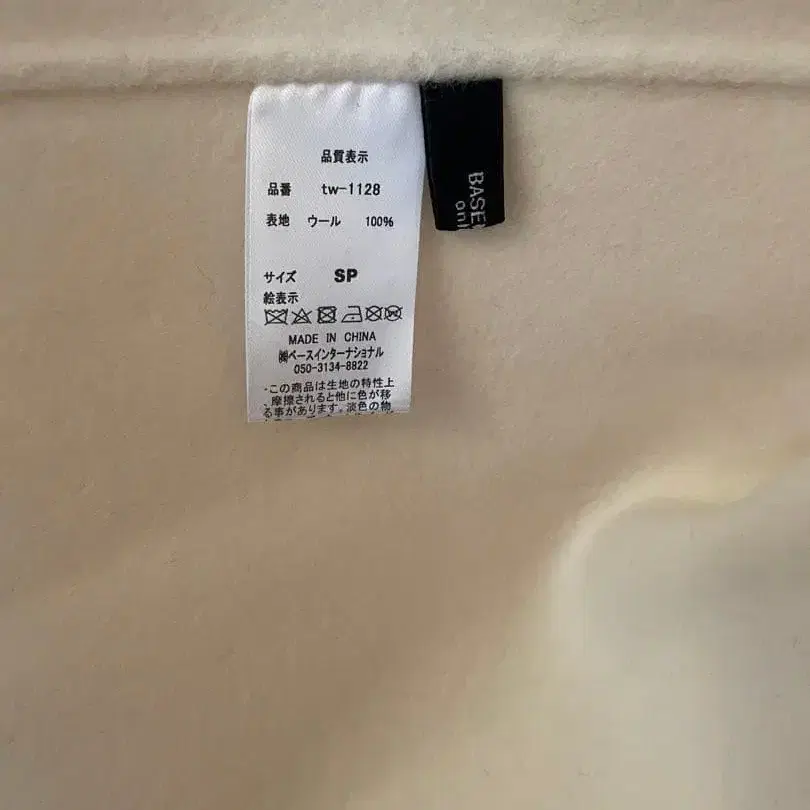 品質表示
品番 tw-1128
表地 ウール 100%
サイズ SP
絵表示
MADE IN CHINA
㈱ベースインターナショナル
050-3134-8822
・この商品は生地の特性上
、摩擦されると他に色が移
る事があります。淡色の物
BASE
on